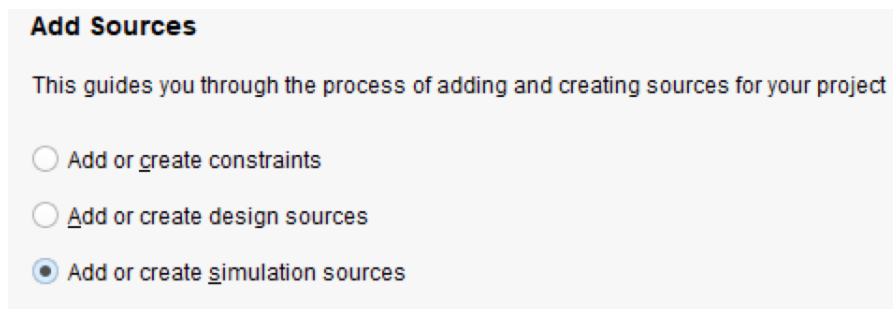 Add Sources
This guides you through the process of adding and creating sources for your project
Add or create constraints
Add or create design sources
Add or create simulation sources